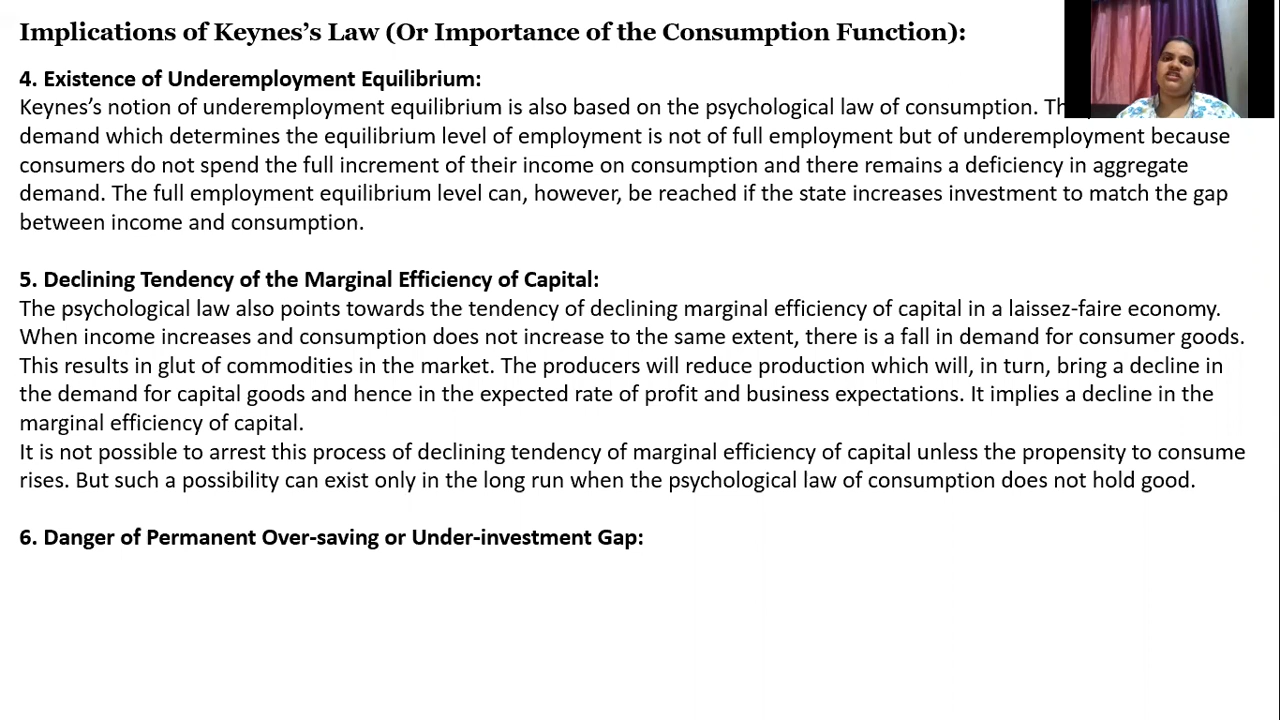 Implications of Keynes’s Law (Or Importance of the Consumption Function):
4. Existence of Underemployment Equilibrium:
Keynes’s notion of underemployment equilibrium is also based on the psychological law of consumption.
demand which determines the equilibrium level of employment is not of full employment but of underemployment because
consumers do not spend the full increment of their income on consumption and there remains a deficiency in aggregate
demand. The full employment equilibrium level can, however, be reached if the state increases investment to match the gap
between income and consumption.
5. Declining Tendency of the Marginal Efficiency of Capital:
The psychological law also points towards the tendency of declining marginal efficiency of capital in a laissez-faire economy.
When income increases and consumption does not increase to the same extent, there is a fall in demand for consumer goods.
This results in glut of commodities in the market. The producers will reduce production which will, in turn, bring a decline in
the demand for capital goods and hence in the expected rate of profit and business expectations. It implies a decline in the
marginal efficiency of capital.
It is not possible to arrest this process of declining tendency of marginal efficiency of capital unless the propensity to consume
rises. But such a possibility can exist only in the long run when the psychological law of consumption does not hold good.
6. Danger of Permanent Over-saving or Under-investment Gap: